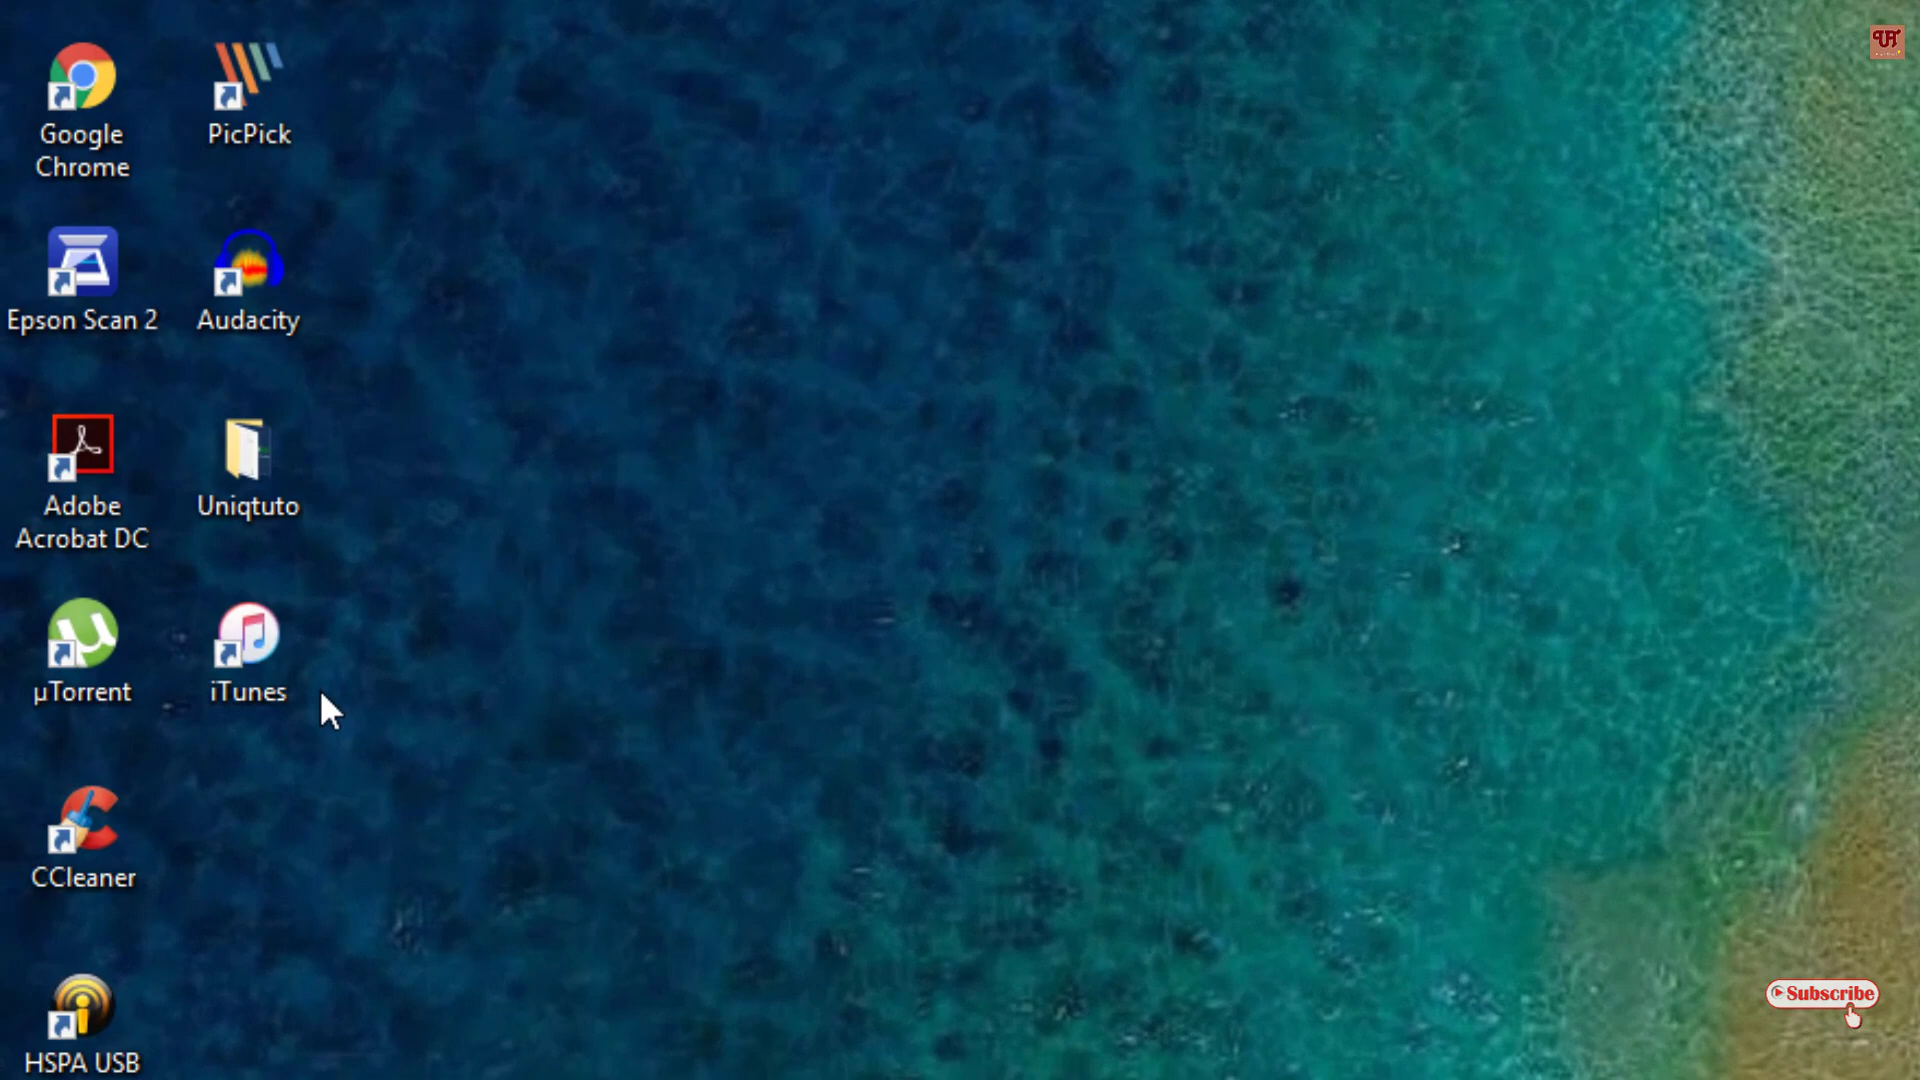 Google
Chrome
PicPick
Epson Scan 2
Audacity
Adobe
Acrobat DC
Uniqtuto
µTorrent
iTunes
CCleaner
HSPA USB
Subscribe